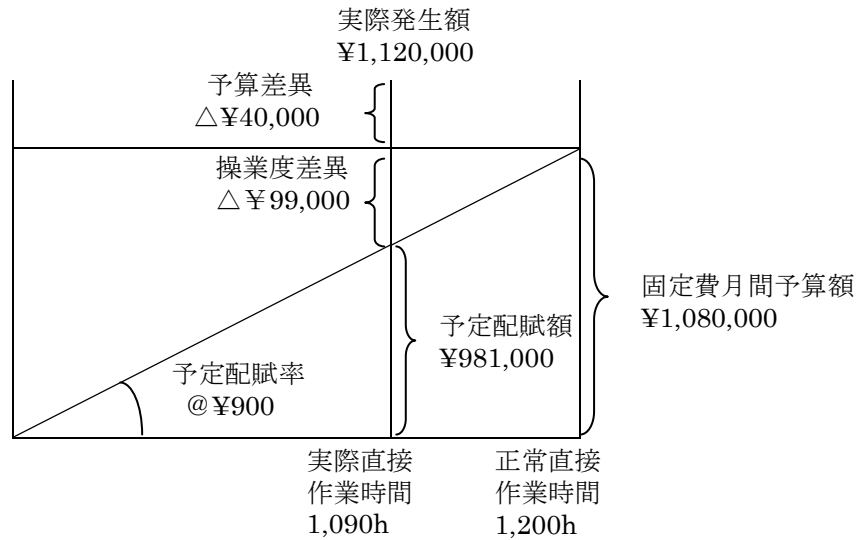 実際発生額
¥1,120,000
予算差異
△¥40,000
操業度差異
△￥99,000
固定費月間予算額
¥1,080,000
予定配賦額
¥981,000
予定配賦率
@¥900
実際直接
作業時間
1,090h
正常直接
作業時間
1,200h